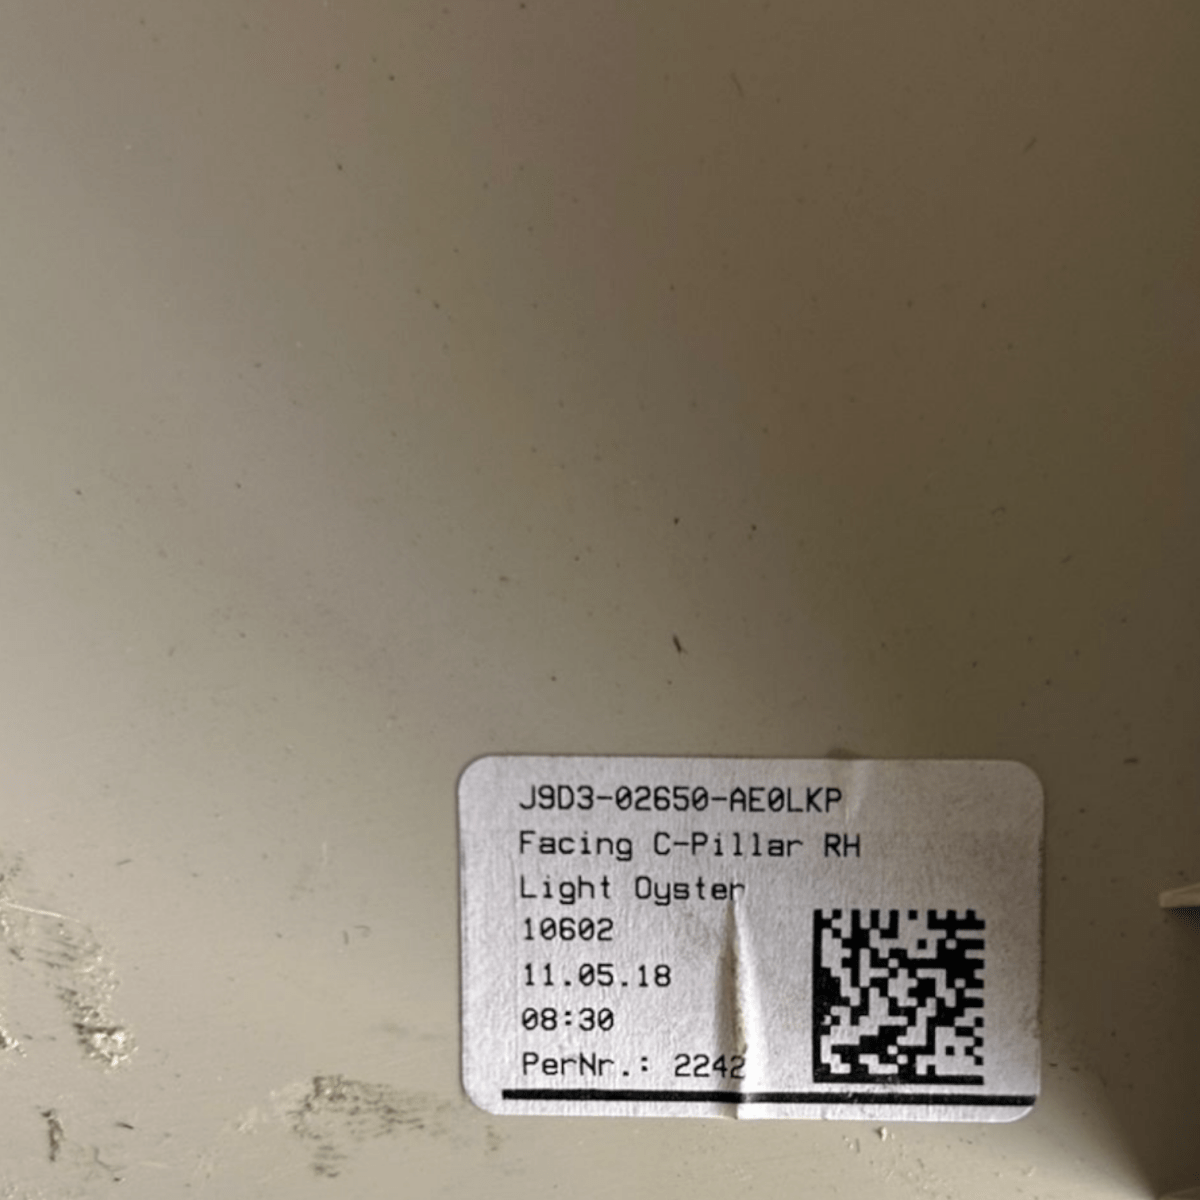 J9D3-02650-AE0LKP
Facing C-Pillar RH
Light Oyster
10602
11.05.18
08:30
PerNr.: 2242